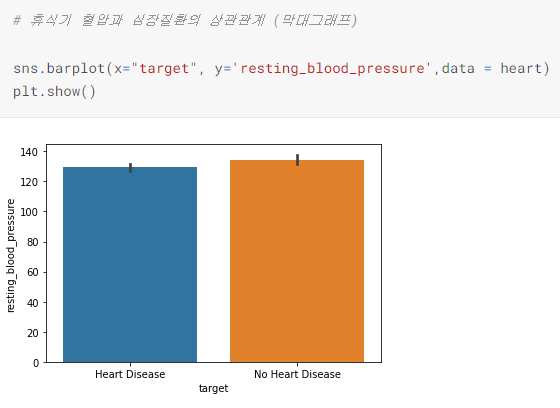 # 휴식기 혈압과 심장질환의 상관관계 (막대그래프)
sns.barplot(x="target", y='resting_blood_pressure',data = heart)
plt.show()
140
120
100
80
60
40
20
0
resting_blood_pressure
Heart Disease No Heart Disease
target